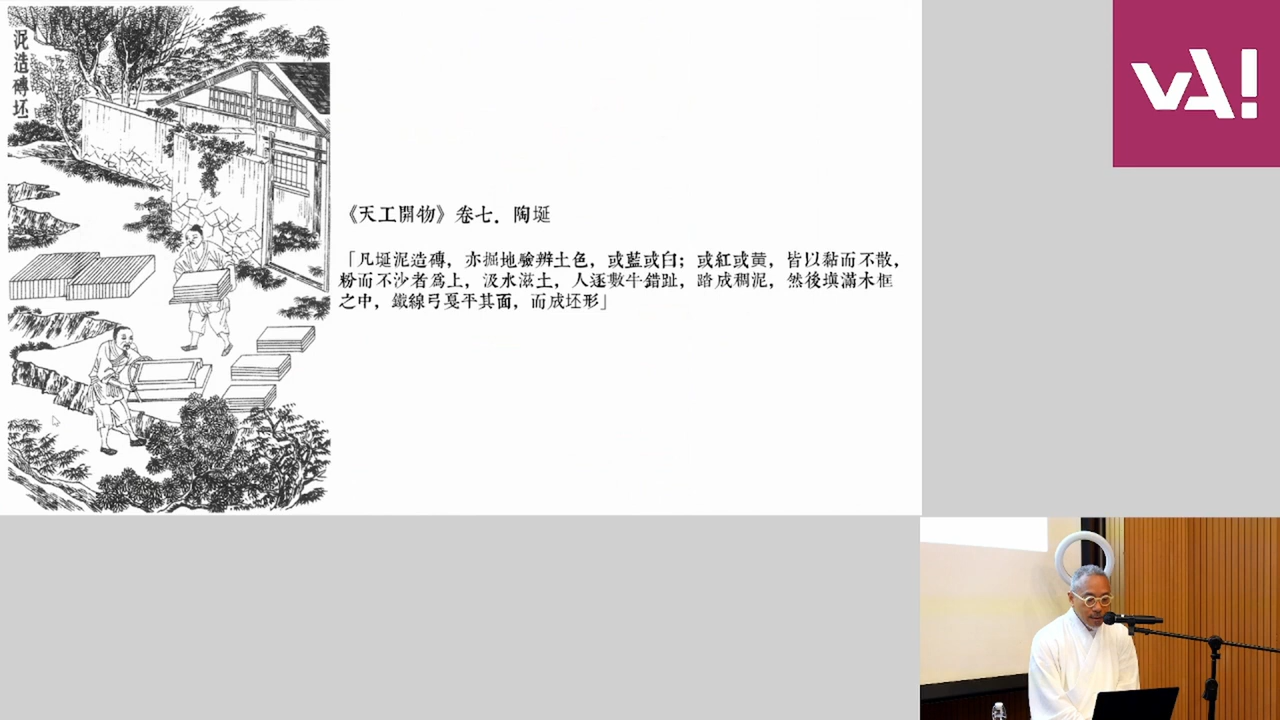 泥造磚坯
《天工開物》卷七．陶埏
「凡埏泥造磚，亦掘地驗辨土色，或藍或白；或紅或黃，皆以黏而不散，
粉而不沙者爲上，汲水滋土，人逐數牛錯趾，踏成稠泥，然後填滿木框
之中，鐵線弓戛平其面，而成坯形」
vA!